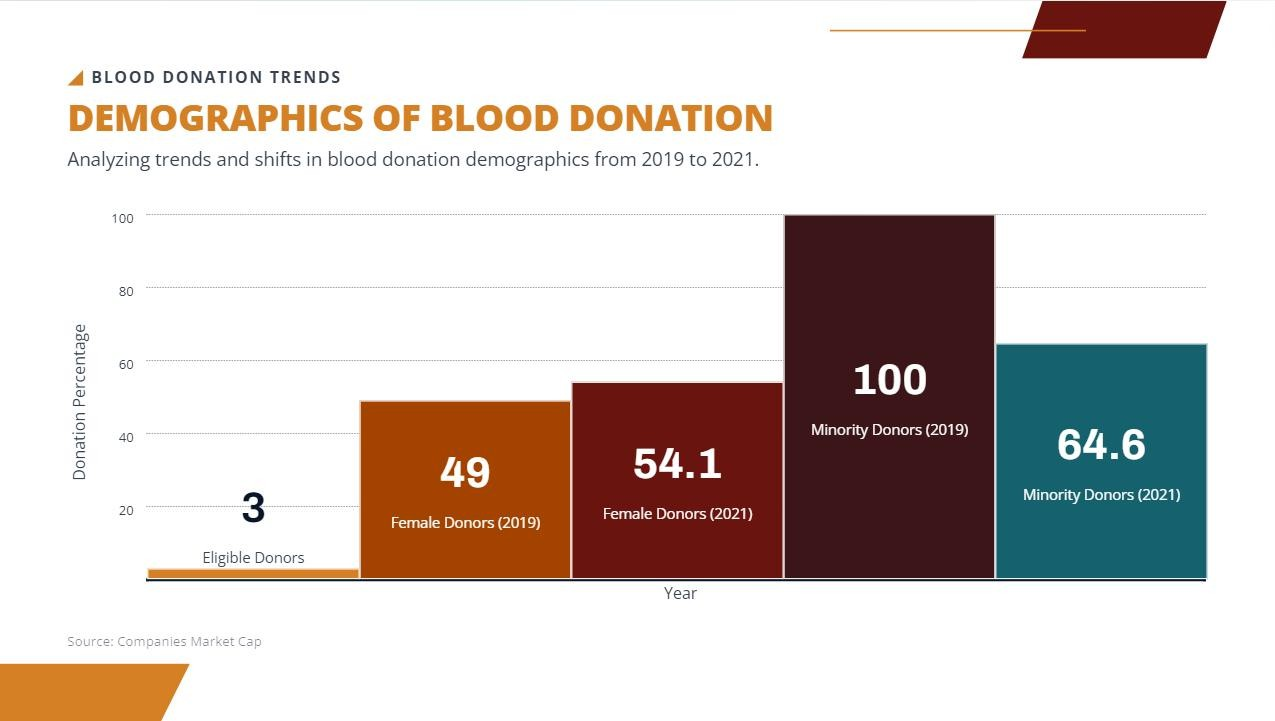 BLOOD DONATION TRENDS
DEMOGRAPHICS OF BLOOD DONATION
Analyzing trends and shifts in blood donation demographics from 2019 to 2021.
Donation Percentage
100
80
60
40
20
3
Eligible Donors
49
Female Donors (2019)
54.1
Female Donors (2021)
100
Minority Donors (2019)
64.6
Minority Donors (2021)
Year
Source: Companies Market Cap